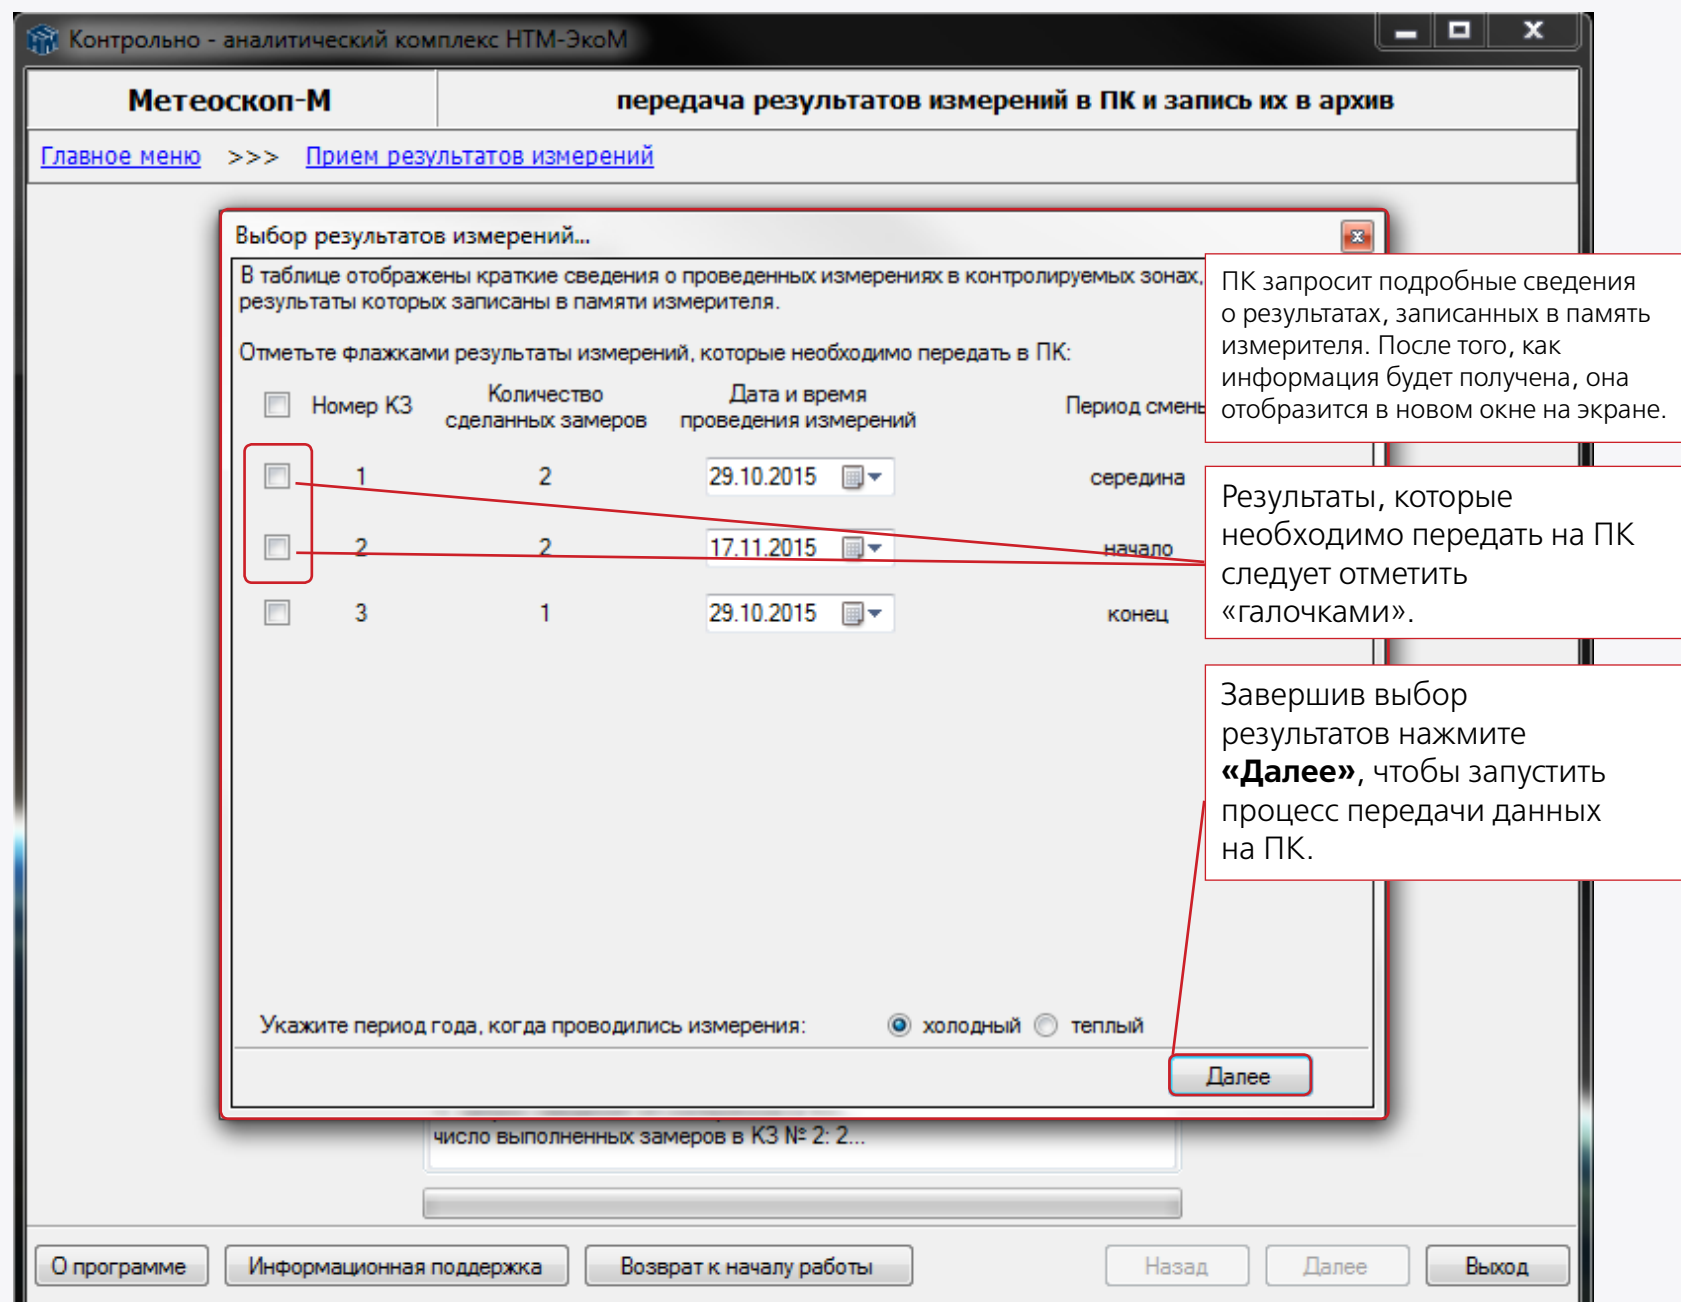 Контрольно - аналитический комплекс НТМ-ЭкоМ
Метеоскоп-М
передача результатов измерений в ПК и запись их в архив
Главное меню >>> Прием результатов измерений
Выбор результатов измерений...
В таблице отображены краткие сведения о проведенных измерениях в контролируемых зонах,
результаты которых записаны в памяти измерителя.
Отметьте флажками результаты измерений, которые необходимо передать в ПК:
Номер КЗ
Количество
сделанных замеров
Дата и время
проведения измерений
Период смены
1 2 29.10.2015 середина
2 2 17.11.2015 начало
3 1 29.10.2015 конец
ПК запросит подробные сведения
о результатах, записанных в память
измерителя. После того, как
информация будет получена, она
отобразится в новом окне на экране.
Результаты, которые
необходимо передать на ПК
следует отметить
«галочками».
Завершив выбор
результатов нажмите
«Далее», чтобы запустить
процесс передачи данных
на ПК.
Укажите период года, когда проводились измерения: холодный теплый
Далее
число выполненных замеров в КЗ № 2: 2...
О программе
Информационная поддержка
Возврат к началу работы
Назад
Далее
Выход